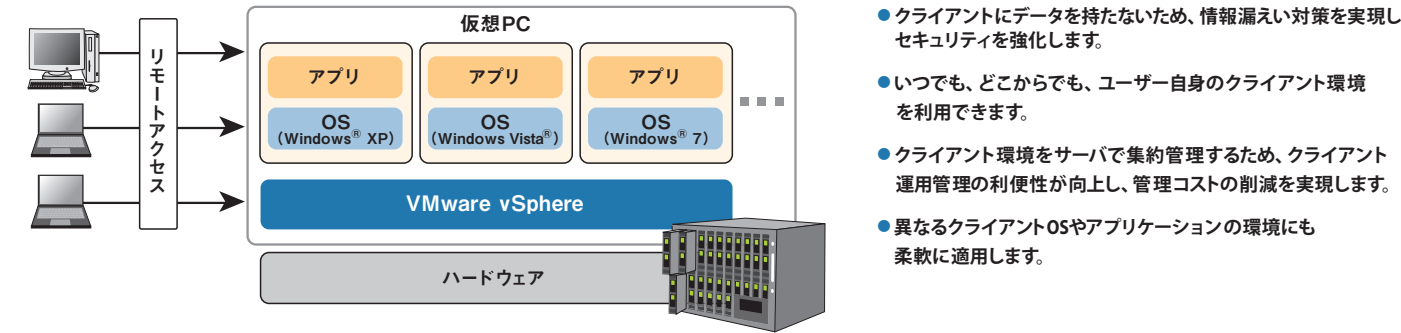 仮想PC
リモートアクセス
アプリ
アプリ
アプリ
OS
(Windows® XP)
OS
(Windows Vista®)
OS
(Windows® 7)
VMware vSphere
ハードウェア
●クライアントにデータを持たないため、情報漏えい対策を実現し
セキュリティを強化します。
●いつでも、どこからでも、ユーザー自身のクライアント環境
を利用できます。
●クライアント環境をサーバで集約管理するため、クライアント
運用管理の利便性が向上し、管理コストの削減を実現します。
●異なるクライアントOSやアプリケーションの環境にも
柔軟に適用します。